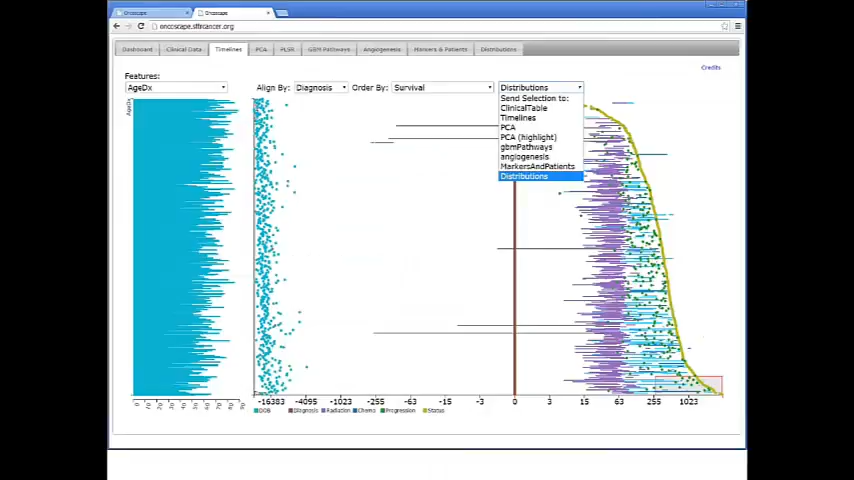 Oncoscape
Oncoscape
oncoscape.sttrcancer.org
Dashboard Clinical Data Timelines PCA PLSR GBM Pathways Angiogenesis Markers & Patients Distributions
Credits
Features:
AgeDx Align By: Diagnosis Order By: Survival Distributions
Send Selection to:
ClinicalTable
Timelines
PCA
PCA (highlight)
gbmPathways
angiogenesis
MarkersAndPatients
Distributions
AgeDx
-16383 -4095 -1023 -255 -63 -15 -3 0 3 15 63 255 1023
DOB Diagnosis Radiation Chemo Progression Status